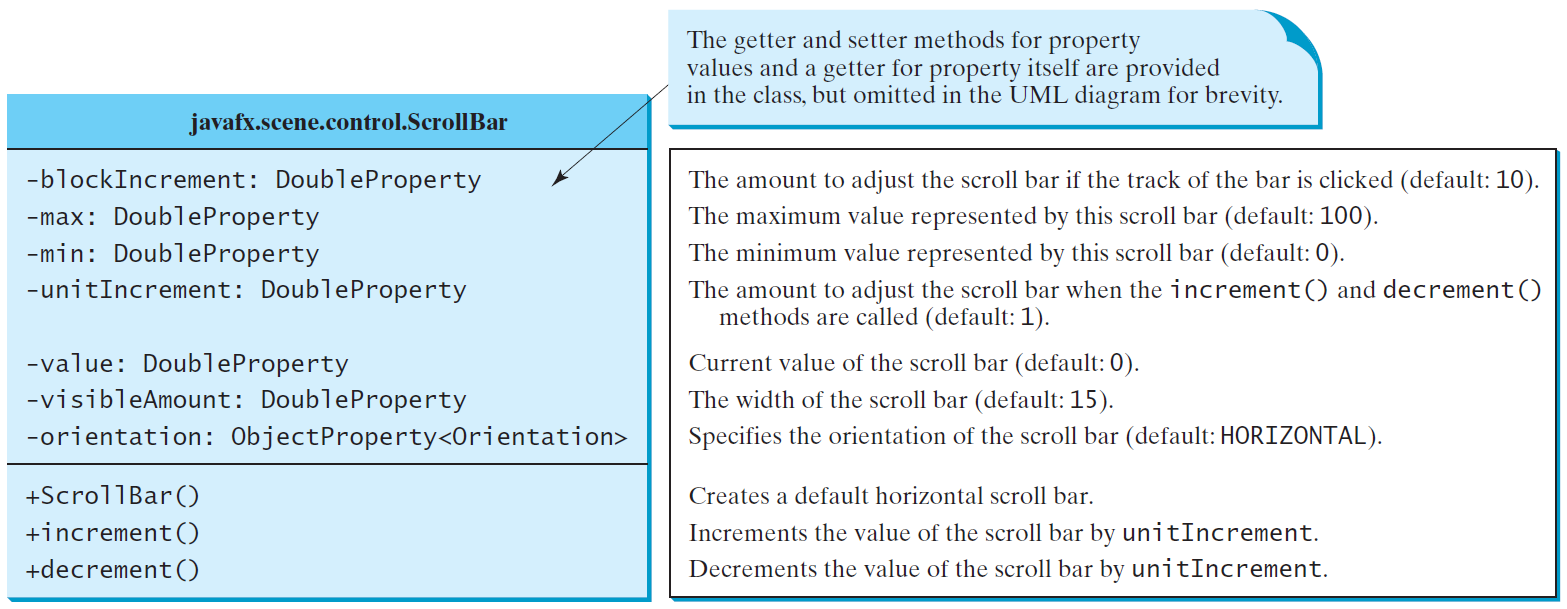 The getter and setter methods for property
values and a getter for property itself are provided
in the class, but omitted in the UML diagram for brevity.
javafx.scene.control.ScrollBar
-blockIncrement: DoubleProperty
The amount to adjust the scroll bar if the track of the bar is clicked (default: 10).
-max: DoubleProperty
The maximum value represented by this scroll bar (default: 100).
-min: DoubleProperty
The minimum value represented by this scroll bar (default: 0).
-unitIncrement: DoubleProperty
The amount to adjust the scroll bar when the increment() and decrement()
methods are called (default: 1).
-value: DoubleProperty
Current value of the scroll bar (default: 0).
-visibleAmount: DoubleProperty
The width of the scroll bar (default: 15).
-orientation: ObjectProperty<Orientation>
Specifies the orientation of the scroll bar (default: HORIZONTAL).
+ScrollBar()
Creates a default horizontal scroll bar.
+increment()
Increments the value of the scroll bar by unitIncrement.
+decrement()
Decrements the value of the scroll bar by unitIncrement.